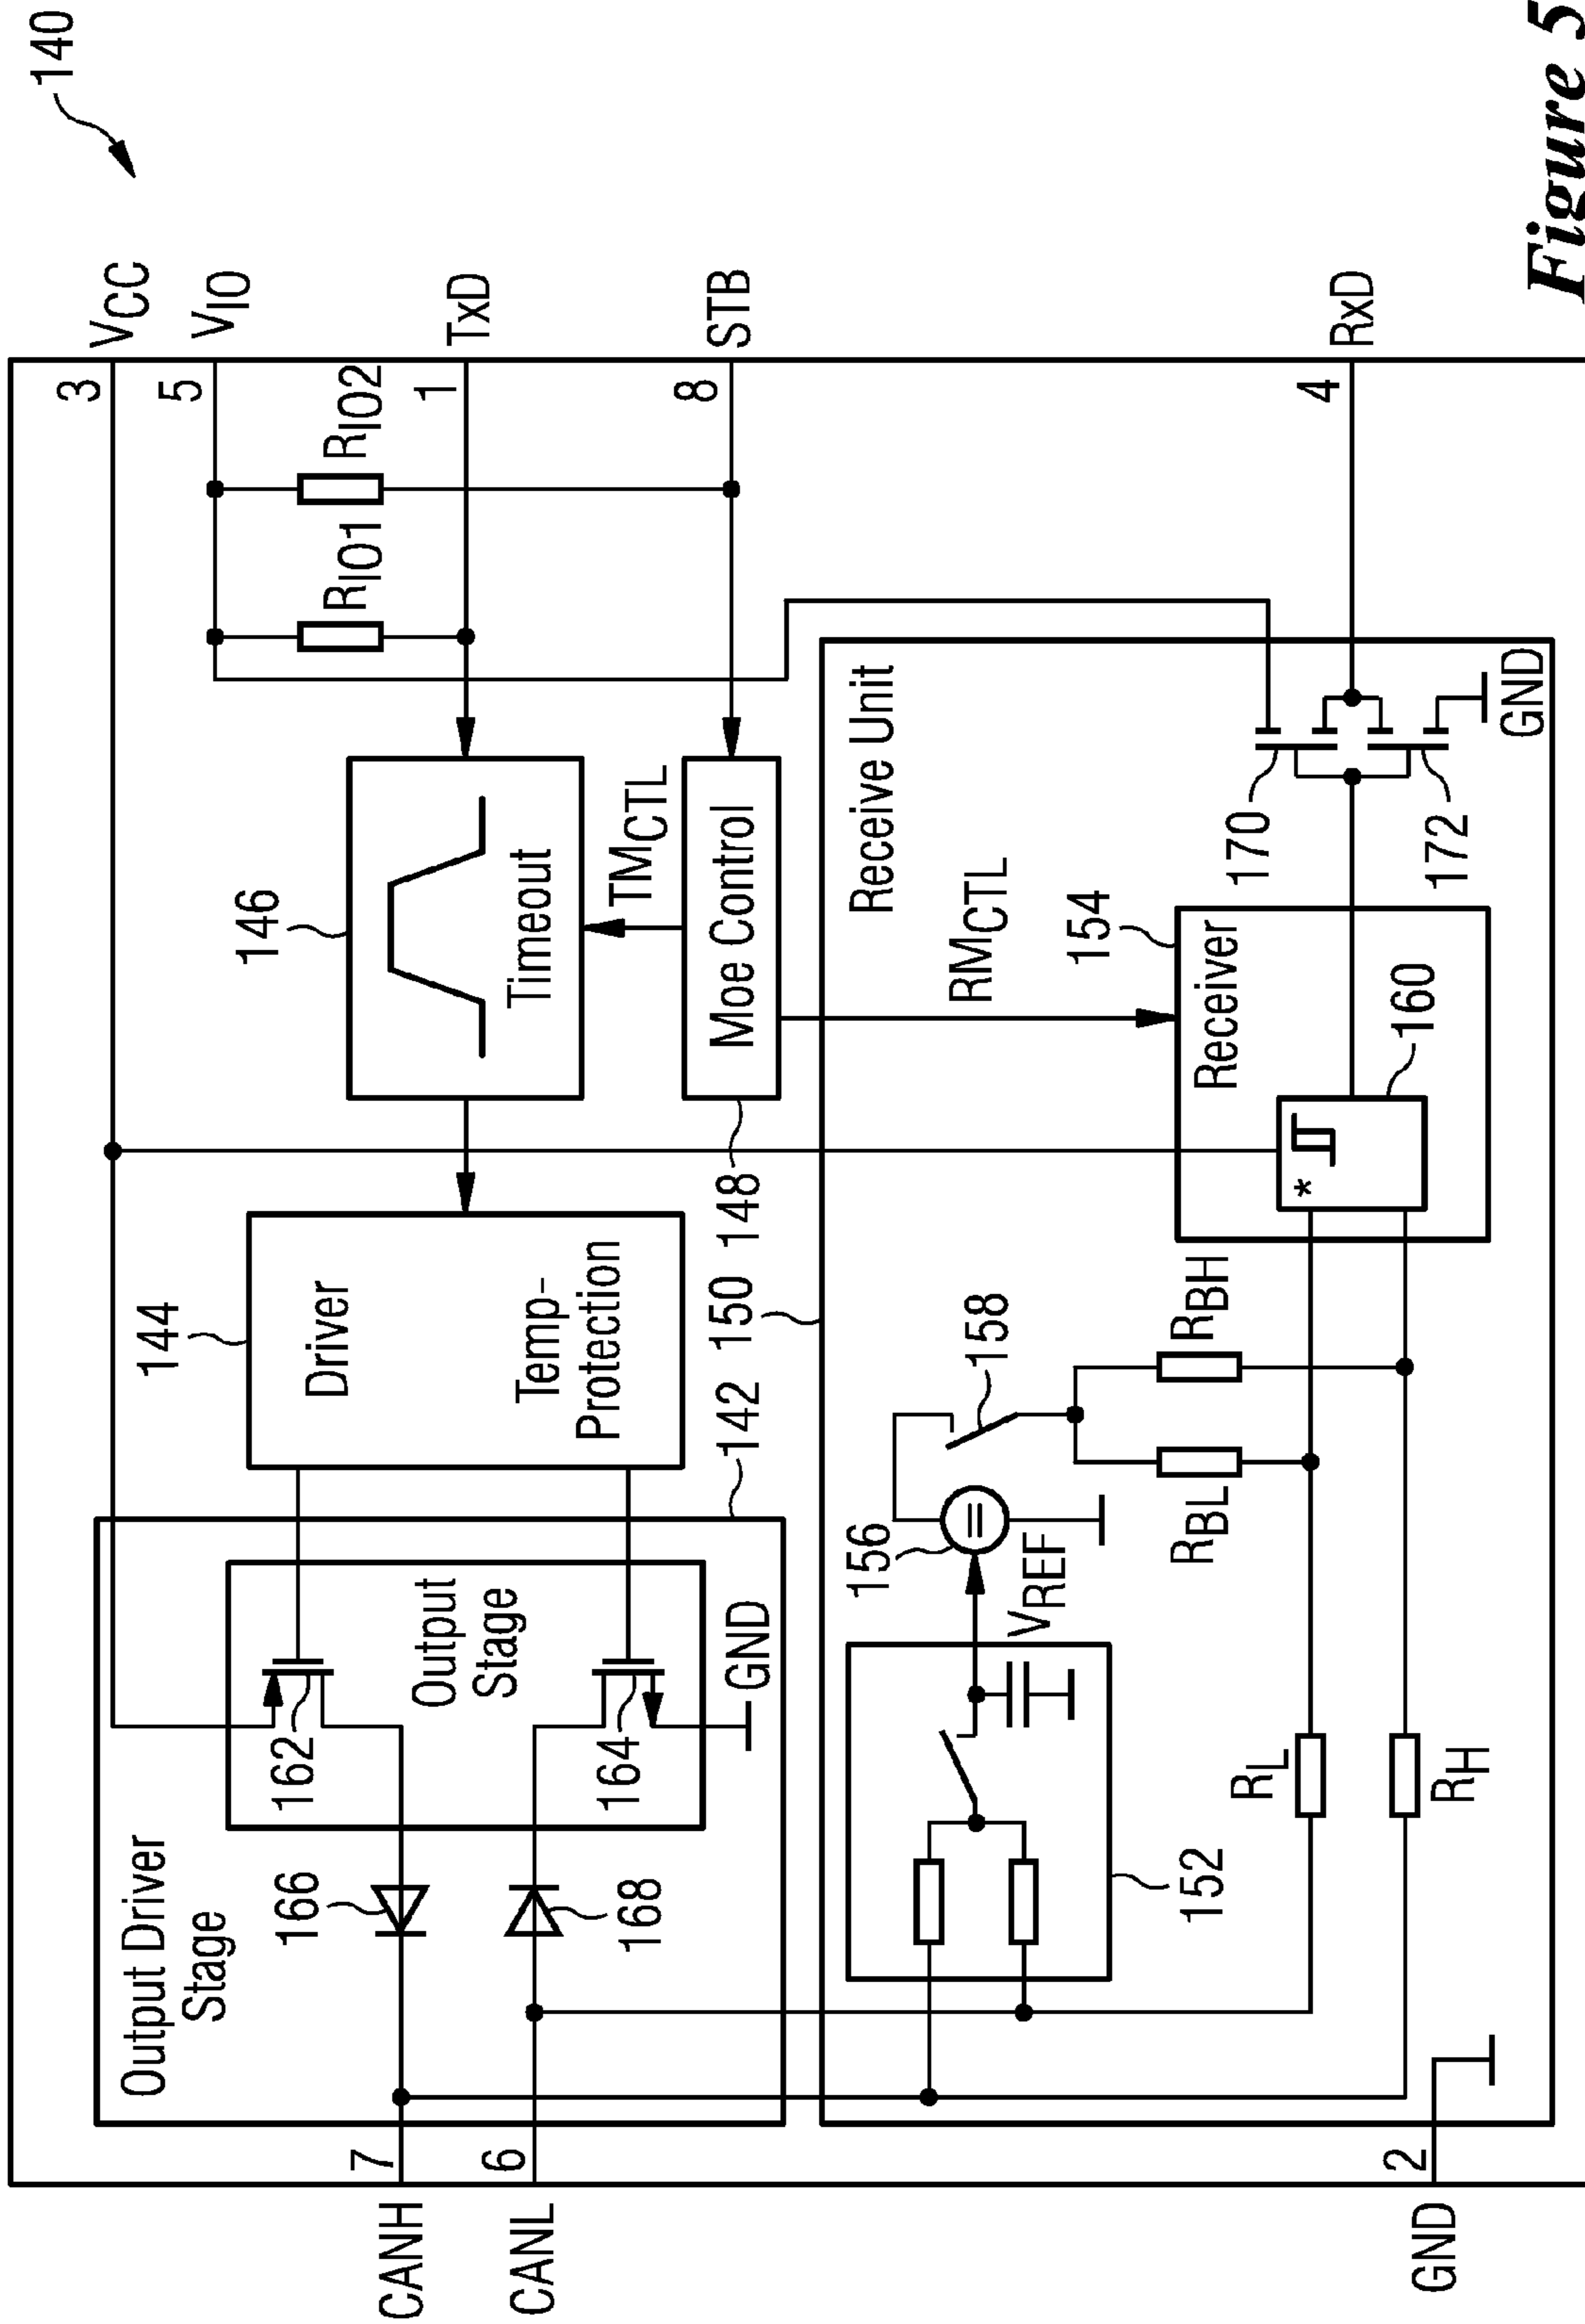 140
3
VCC
5
VIO
RIO1
RIO2
1
TxD
8
STB
4
RxD
144
Driver
Temp-
Protection
146
Timeout
TMCTL
Moe Control
148
Output Driver
Stage
Output
Stage
162
164
166
168
GND
142
7
CANH
6
CANL
150
Receive Unit
RMCTL
154
Receiver
*
160
170
172
GND
156
158
VREF
RBL
RBH
152
RL
RH
2
GND
Figure 5